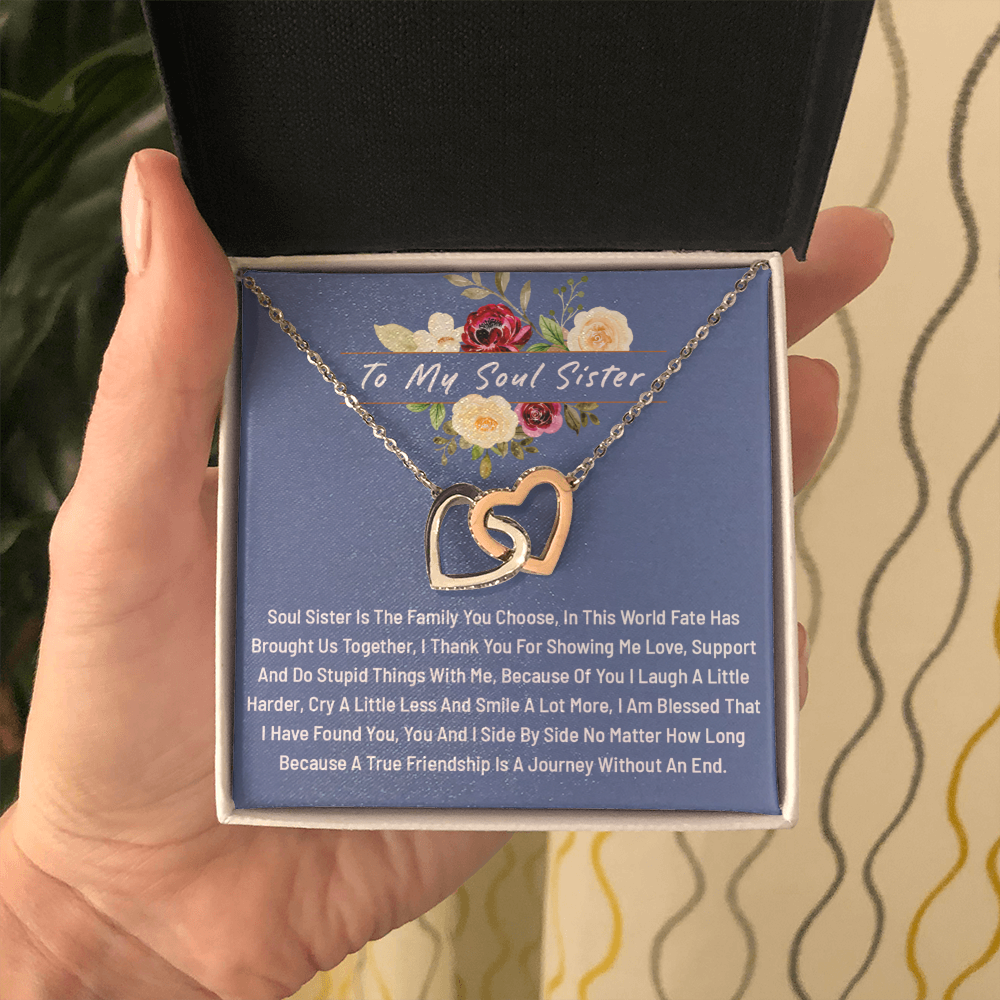 To My Soul Sister
Soul Sister Is The Family You Choose, In This World Fate Has
Brought Us Together, I Thank You For Showing Me Love, Support
And Do Stupid Things With Me, Because Of You I Laugh A Little
Harder, Cry A Little Less And Smile A Lot More, I Am Blessed That
I Have Found You, You And I Side By Side No Matter How Long
Because A True Friendship Is A Journey Without An End.